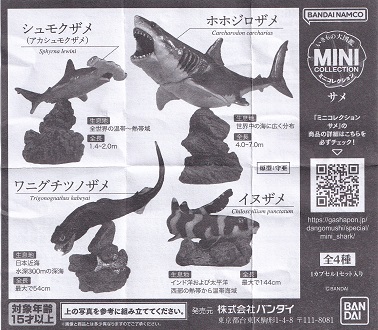 シュモクザメ
(アカシュモクザメ)
Sphyrna lewini
生息地
全世界の温帯〜熱帯域
全長
1.4-2.0m
ホホジロザメ
Carcharodon carcharias
生息地
世界中の海に広く分布
全長
4.0-7.0m
ワニグチツノザメ
Trigonognathus kabeyai
生息地
日本近海
水深300mの深海
全長
最大で54cm
イヌザメ
Chiloscyllium punctatum
生息地
インド洋および太平洋
西部の熱帯から温帯海域
全長
最大で144cm
BANDAI NAMCO
いきもの大図鑑
MINI
COLLECTION
ミニコレクション
サメ
「ミニコレクション
サメ」の
商品の詳細はこちらを
必ずチェック!
https://gashapon.jp/
dangomushi/special/
mini_shark/
全4種
1カプセル1セット入り
©BANDAI
対象年齢
15才以上
上の写真を参考に組み立ててください。
発売元 株式会社バンダイ
東京都台東区駒形1-4-8 〒111-8081
BAN
DAI